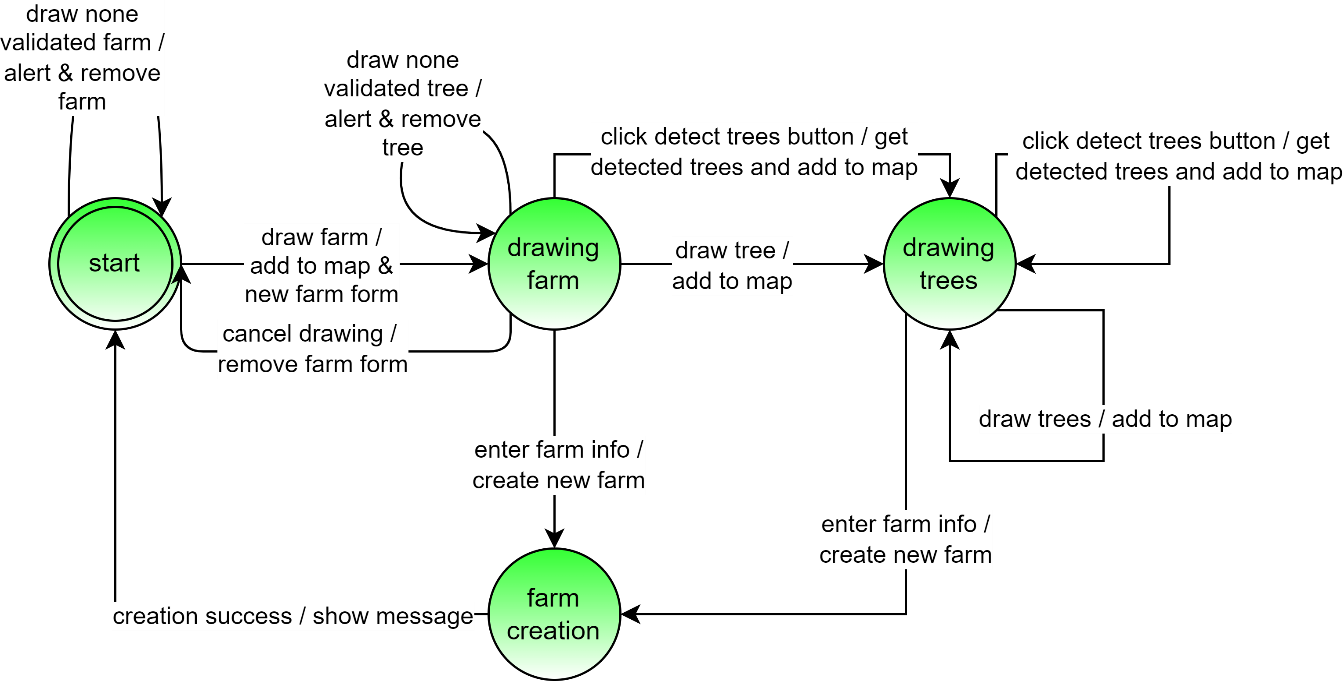 draw none
validated farm /
alert & remove
farm
draw none
validated tree /
alert & remove
tree
click detect trees button / get
detected trees and add to map
click detect trees button / get
detected trees and add to map
start
draw farm /
add to map &
new farm form
drawing
farm
draw tree /
add to map
drawing
trees
cancel drawing /
remove farm form
draw trees / add to map
enter farm info /
create new farm
enter farm info /
create new farm
creation success / show message
farm
creation